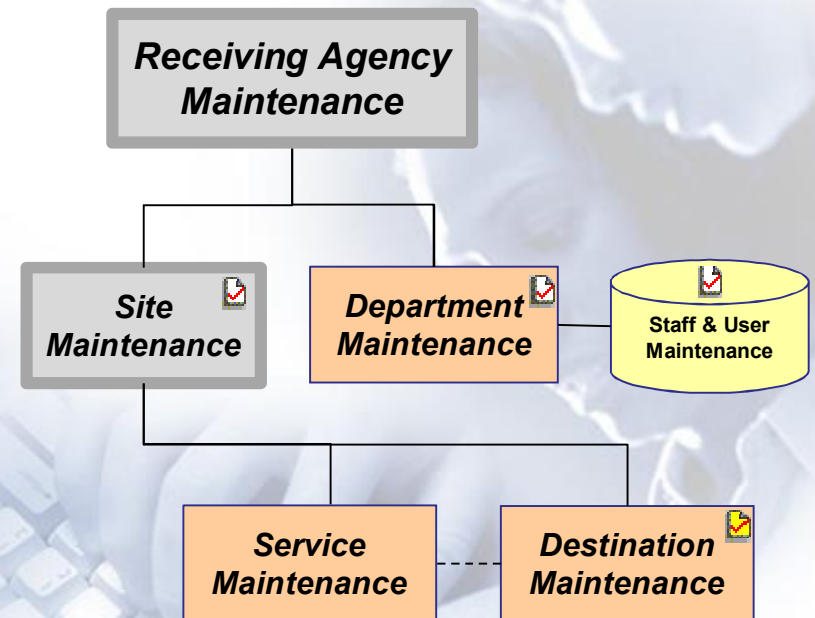 Receiving Agency
Maintenance
Site
Maintenance
Department
Maintenance
Staff & User
Maintenance
Service
Maintenance
Destination
Maintenance